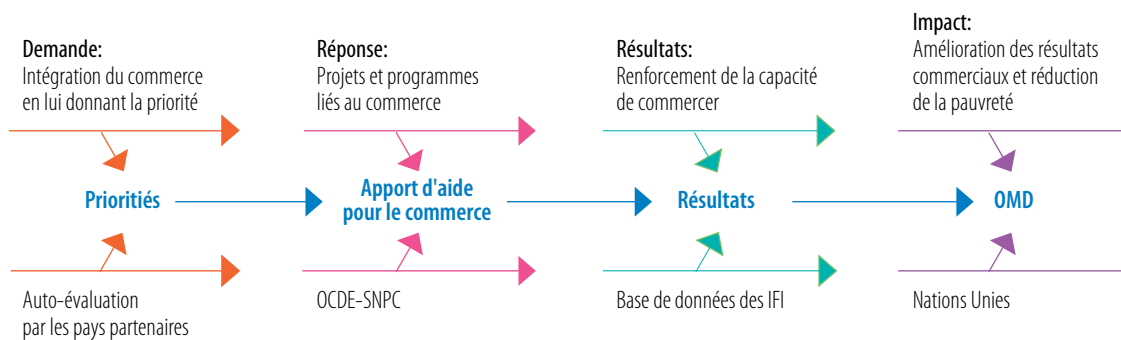 Demande:
Intégration du commerce
en lui donnant la priorité
Réponse:
Projets et programmes
liés au commerce
Résultats:
Renforcement de la capacité
de commercer
Impact:
Amélioration des résultats
commerciaux et réduction
de la pauvreté
Prioritiés
Apport d'aide
pour le commerce
Résultats
OMD
Auto-évaluation
par les pays partenaires
OCDE-SNPC
Base de données des IFI
Nations Unies